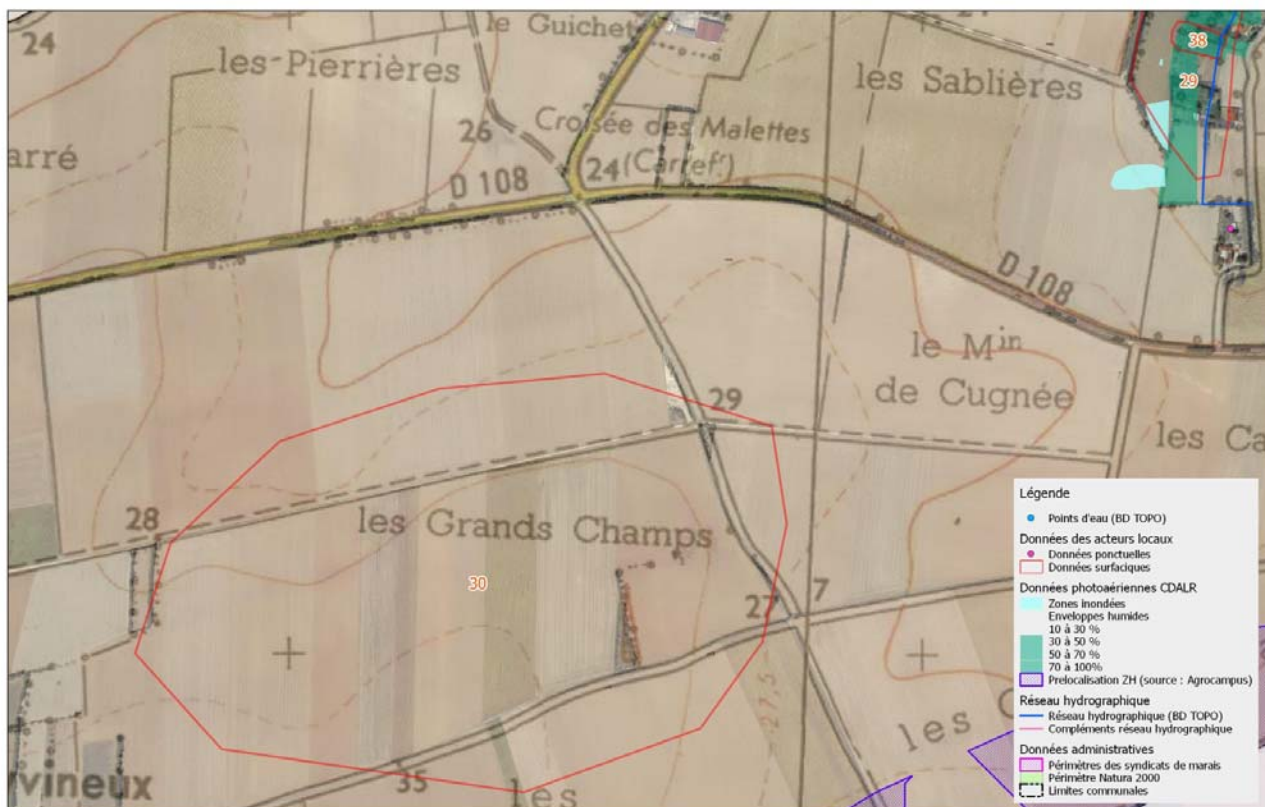 24
le Guichet
les-Pierrières
les Sablières
38
29
26
Croisée des Malettes
arré
24
(Carref.r)
D 108
D 108
le Min
de Cugnée
29
les Ca
les Grands Champs
28
30
27
7
27,5
les
35
les
vineux
Légende
Points d'eau (BD TOPO)
Données des acteurs locaux
Données ponctuelles
Données surfaciques
Données photoaériennes CDALR
Zones inondées
Enveloppes humides
10 à 30 %
30 à 50 %
50 à 70 %
70 à 100%
Prelocalisation ZH (source : Agrocampus)
Réseau hydrographique
Réseau hydrographique (BD TOPO)
Compléments réseau hydrographique
Données administratives
Périmètres des syndicats de marais
Périmètre Natura 2000
Limites communales